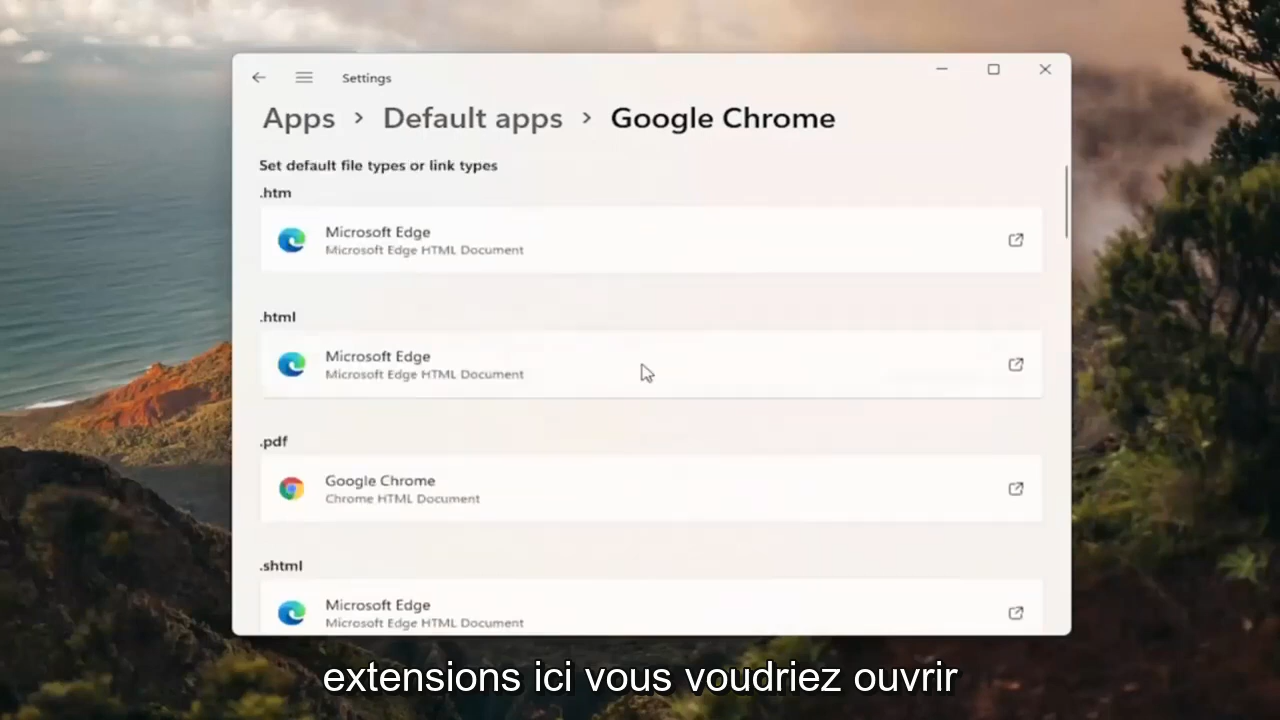 Settings
Apps > Default apps > Google Chrome
Set default file types or link types
.htm
Microsoft Edge
Microsoft Edge HTML Document
.html
Microsoft Edge
Microsoft Edge HTML Document
.pdf
Google Chrome
Chrome HTML Document
.shtml
Microsoft Edge
Microsoft Edge HTML Document
extensions ici vous voudriez ouvrir